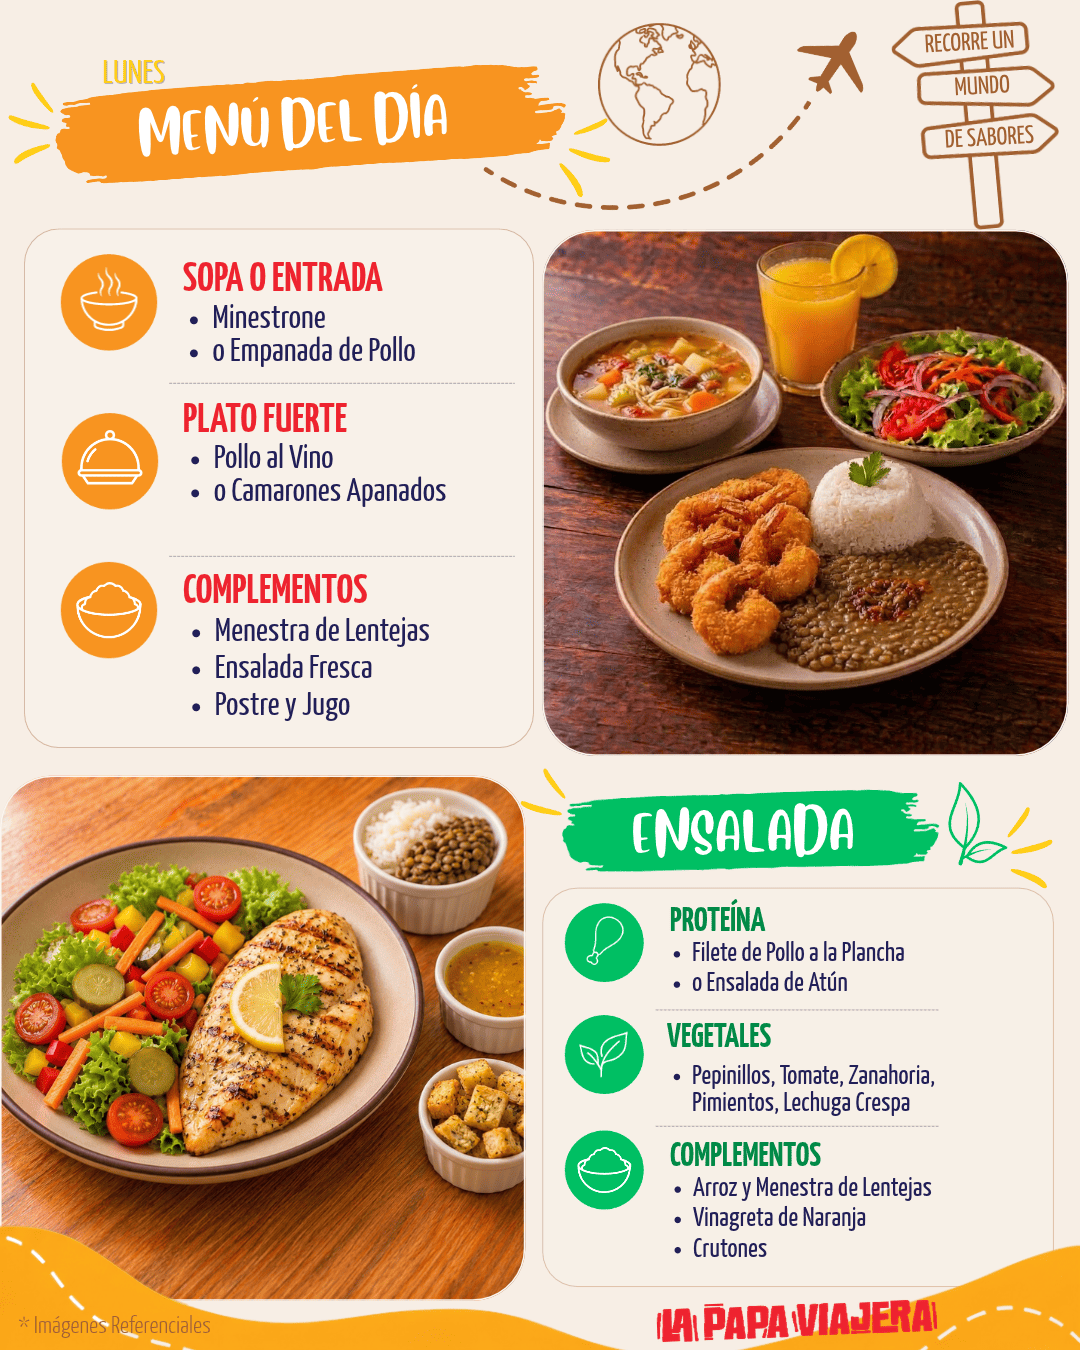 LUNES
MENÚ DEL DÍA
RECORRE UN
MUNDO
DE SABORES
SOPA O ENTRADA
• Minestrone
• o Empanada de Pollo
PLATO FUERTE
• Pollo al Vino
• o Camarones Apanados
COMPLEMENTOS
• Menestra de Lentejas
• Ensalada Fresca
• Postre y Jugo
ENSALADA
PROTEÍNA
• Filete de Pollo a la Plancha
• o Ensalada de Atún
VEGETALES
• Pepinillos, Tomate, Zanahoria,
Pimientos, Lechuga Crespa
COMPLEMENTOS
• Arroz y Menestra de Lentejas
• Vinagreta de Naranja
• Crutones
* Imágenes Referenciales
LA PAPA VIAJERA